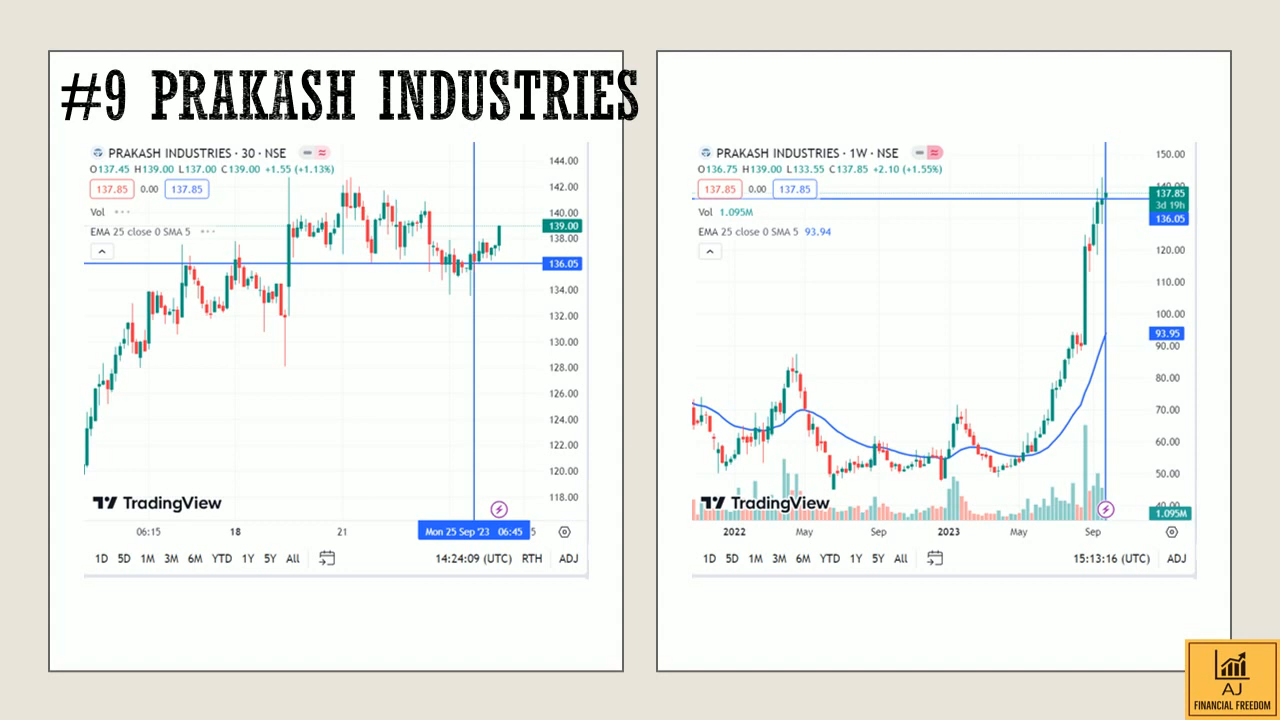 #9 PRAKASH INDUSTRIES
PRAKASH INDUSTRIES · 30 · NSE
O137.45 H139.00 L137.00 C139.00 +1.55 (+1.13%)
137.85 0.00 137.85
Vol
EMA 25 close 0 SMA 5
144.00
142.00
140.00
139.00
138.00
136.05
134.00
132.00
130.00
128.00
126.00
124.00
122.00
120.00
118.00
TradingView
06:15 18 21 Mon 25 Sep '23 06:45 5
1D 5D 1M 3M 6M YTD 1Y 5Y All 14:24:09 (UTC) RTH ADJ
PRAKASH INDUSTRIES · 1W · NSE
O136.75 H139.00 L133.55 C137.85 +2.10 (+1.55%)
137.85 0.00 137.85
Vol 1.095M
EMA 25 close 0 SMA 5 93.94
150.00
140.00
137.85
3d 19h
136.05
120.00
110.00
100.00
93.95
90.00
80.00
70.00
60.00
50.00
40.00
1.095M
TradingView
2022 May Sep 2023 May Sep
1D 5D 1M 3M 6M YTD 1Y 5Y All 15:13:16 (UTC) ADJ
AJ
FINANCIAL FREEDOM